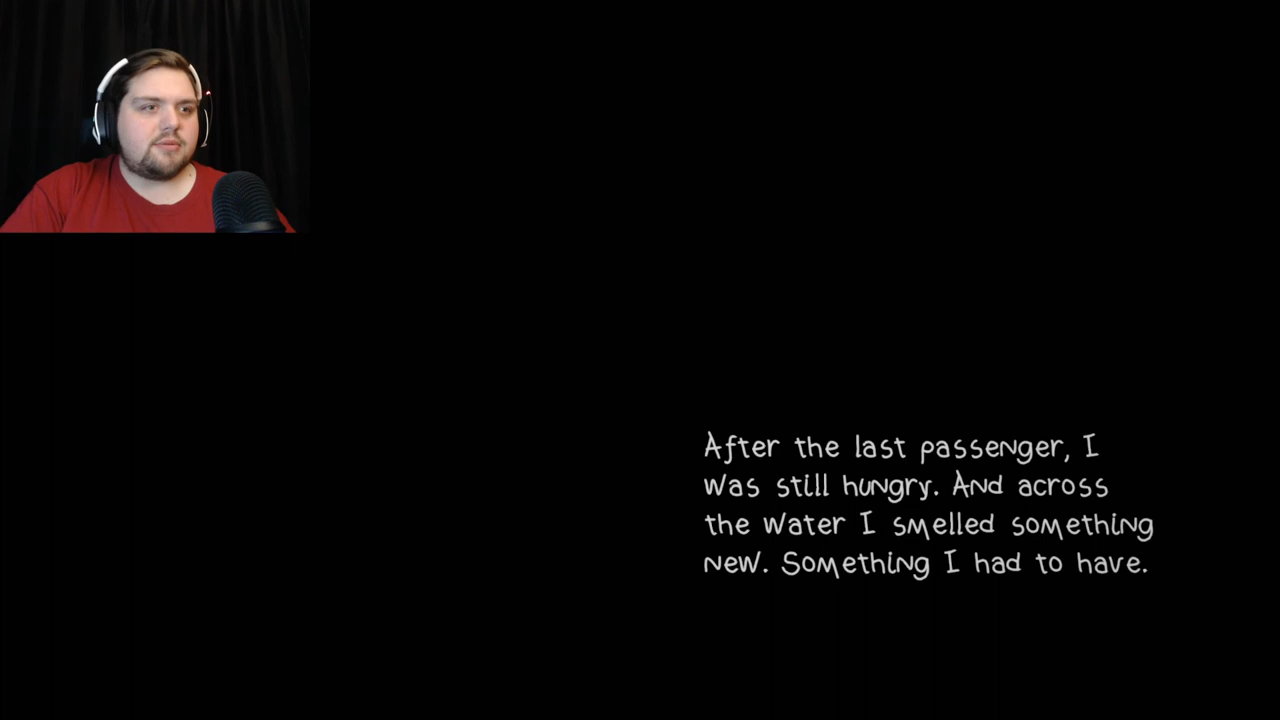 After the last passenger, I
was still hungry. And across
the water I smelled something
new. Something I had to have.